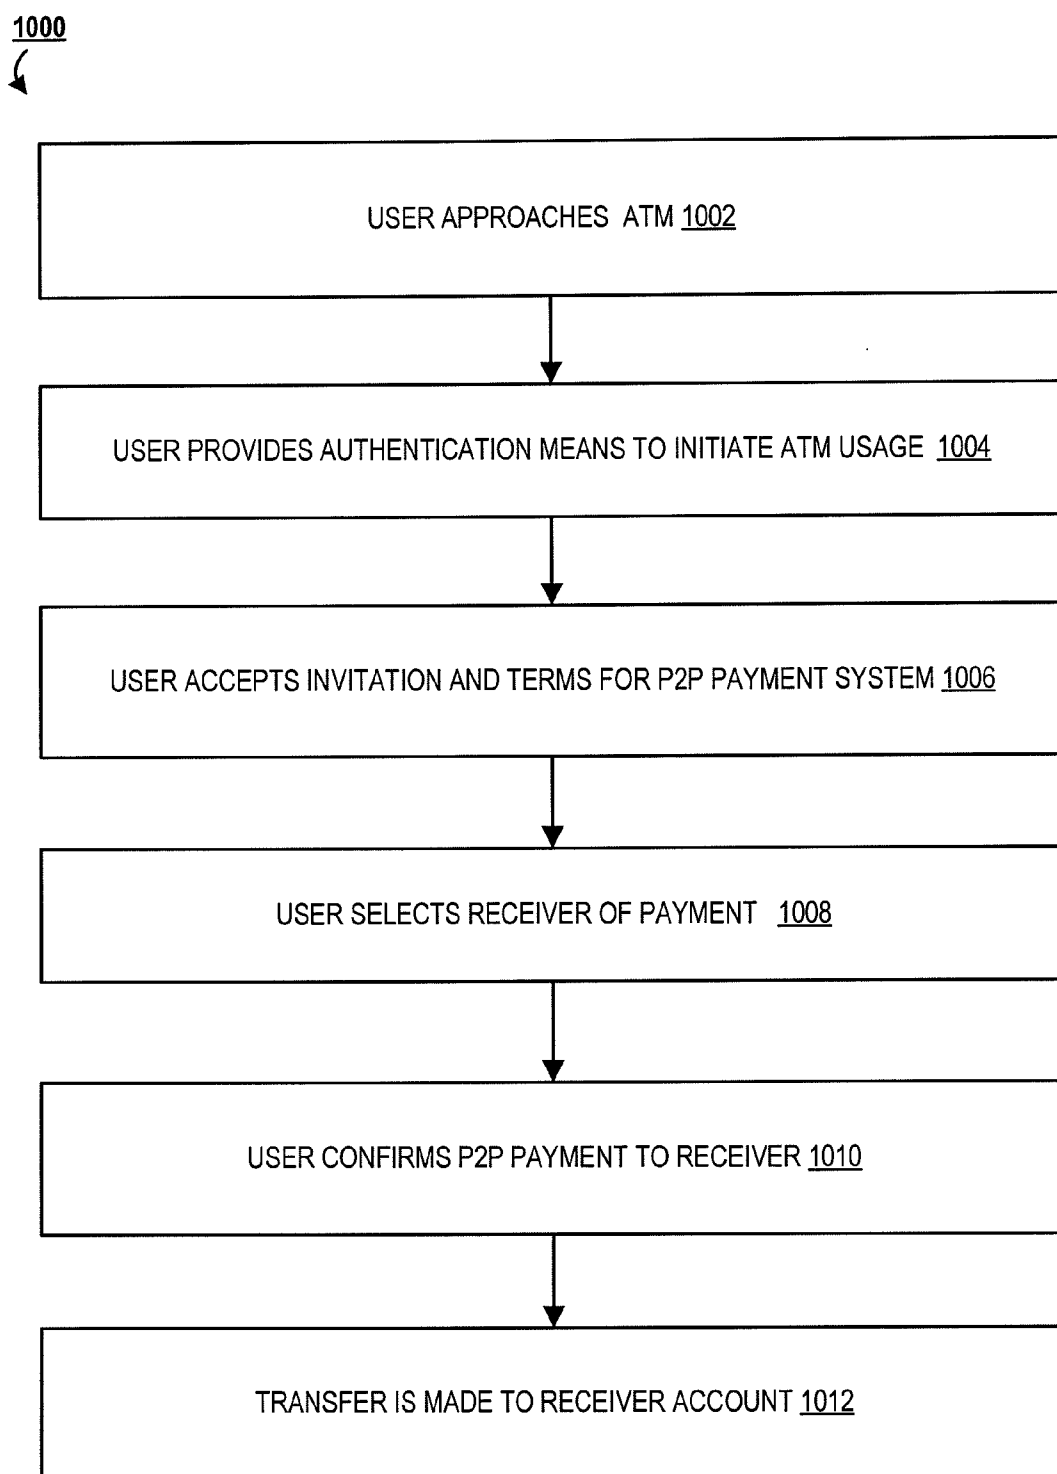 1000
USER APPROACHES ATM 1002
USER PROVIDES AUTHENTICATION MEANS TO INITIATE ATM USAGE 1004
USER ACCEPTS INVITATION AND TERMS FOR P2P PAYMENT SYSTEM 1006
USER SELECTS RECEIVER OF PAYMENT 1008
USER CONFIRMS P2P PAYMENT TO RECEIVER 1010
TRANSFER IS MADE TO RECEIVER ACCOUNT 1012